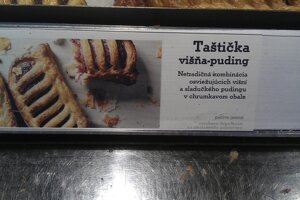 Taštička
višňa-puding
Netradičná kombinácia
osviežujúcich višní
a sladučkého pudingu
v chrumkavom obale